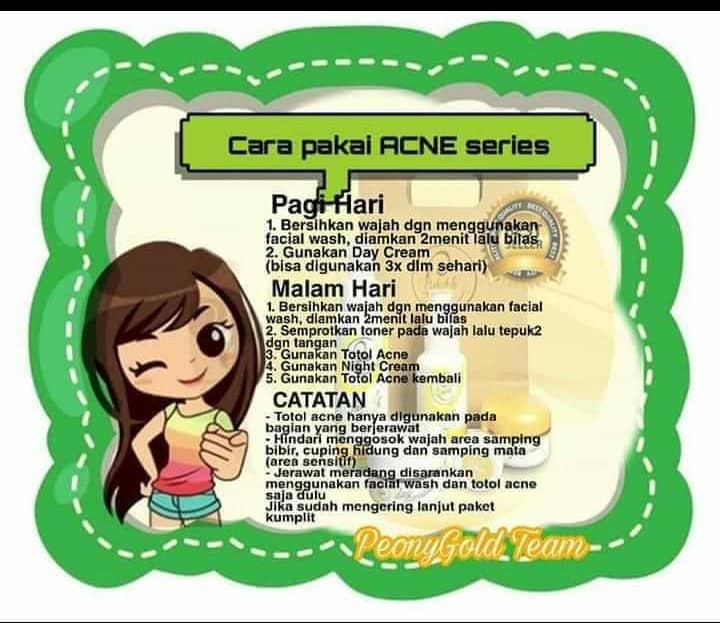 Cara pakai ACNE series
Pagi Hari
1. Bersihkan wajah dgn menggunakan
facial wash, diamkan 2menit lalu bilas
2. Gunakan Day Cream
(bisa digunakan 3x dlm sehari)
Malam Hari
1. Bersihkan wajah dgn menggunakan facial
wash, diamkan 2menit lalu bilas
2. Semprotkan toner pada wajah lalu tepuk2
dgn tangan
3. Gunakan Totol Acne
4. Gunakan Night Cream
5. Gunakan Totol Acne kembali
CATATAN
- Totol acne hanya digunakan pada
bagian yang berjerawat
- Hindari menggosok wajah area samping
bibir, cuping hidung dan samping mata
(area sensitif)
- Jerawat meradang disarankan
menggunakan facial wash dan totol acne
saja dulu
Jika sudah mengering lanjut paket
kumplit
PeonyGold Team